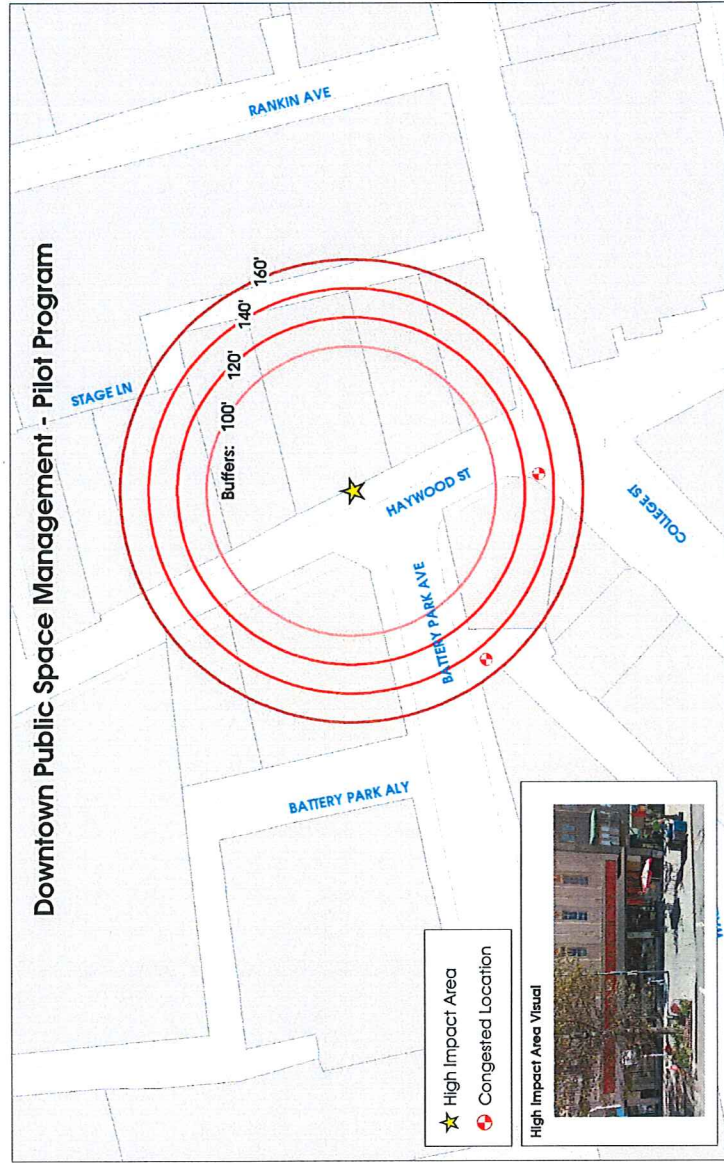 Downtown Public Space Management - Pilot Program
RANKIN AVE
STAGE LN
160'
140'
120'
Buffers: 100'
HAYWOOD ST
BATTERY PARK AVE
COLLEGE ST
BATTERY PARK ALY
High Impact Area
Congested Location
High Impact Area Visual